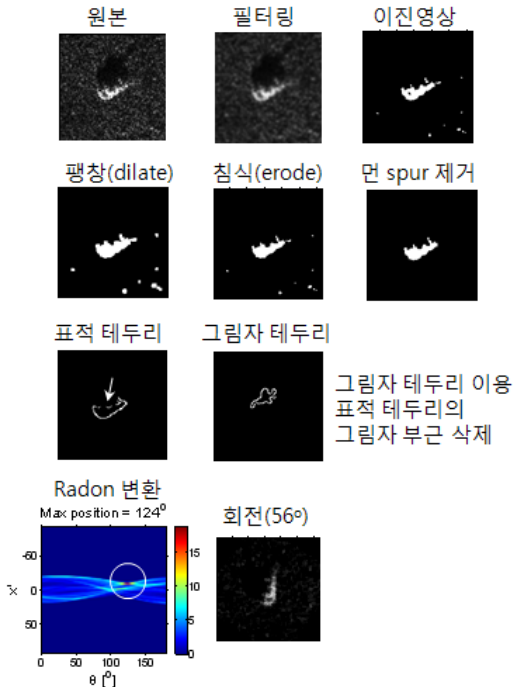 원본
필터링
이진영상
팽창(dilate)
침식(erode)
먼 spur 제거
표적 테두리
그림자 테두리
그림자 테두리 이용
표적 테두리의
그림자 부근 삭제
Radon 변환
Max position = 124⁰
-50
0
50
x'
0
50
100
150
θ [⁰]
15
10
5
0
회전(56º)